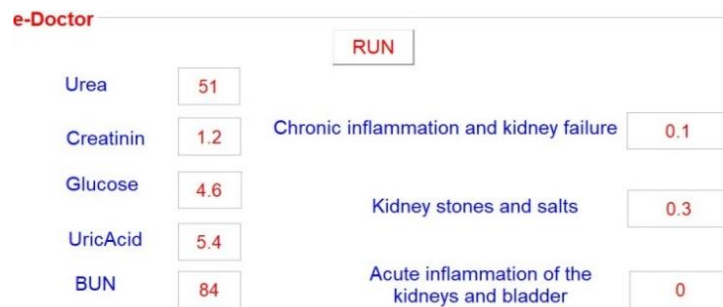 e-Doctor
RUN
Urea 51
Creatinin 1.2
Chronic inflammation and kidney failure 0.1
Glucose 4.6
Kidney stones and salts 0.3
UricAcid 5.4
BUN 84
Acute inflammation of the
kidneys and bladder 0